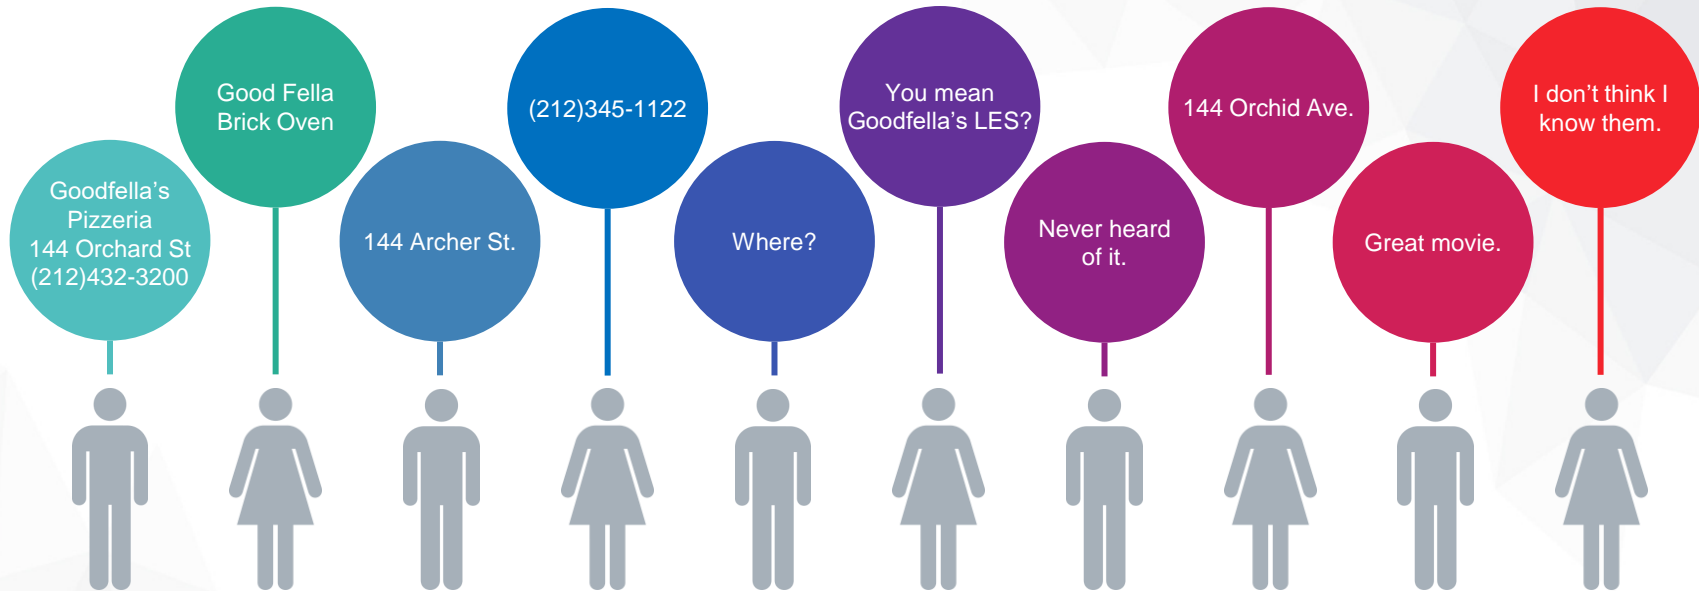 Goodfella's
Pizzeria
144 Orchard St
(212)432-3200
Good Fella
Brick Oven
144 Archer St.
(212)345-1122
Where?
You mean
Goodfella's LES?
Never heard
of it.
144 Orchid Ave.
Great movie.
I don't think I
know them.